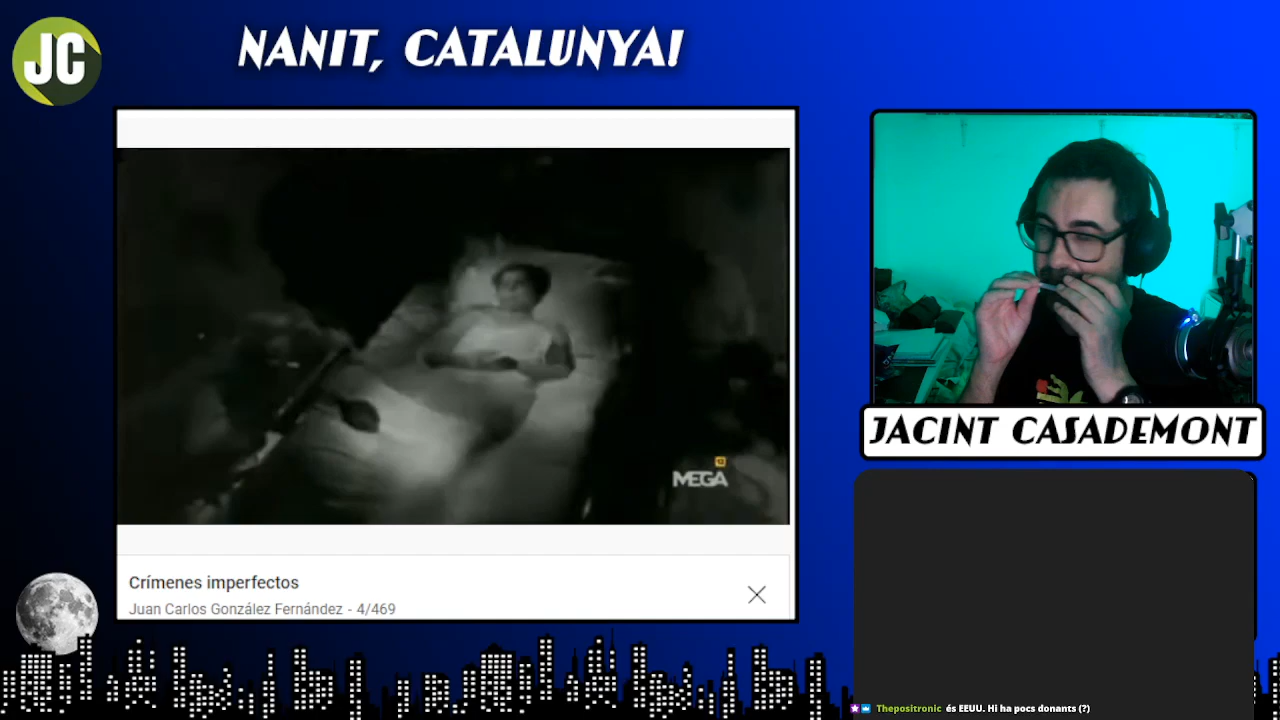 JC
NANIT, CATALUNYA!
12
MEGA
Crímenes imperfectos
Juan Carlos González Fernández - 4/469
JACINT CASADEMONT
Thepositronic és EEUU. Hi ha pocs donants (?)